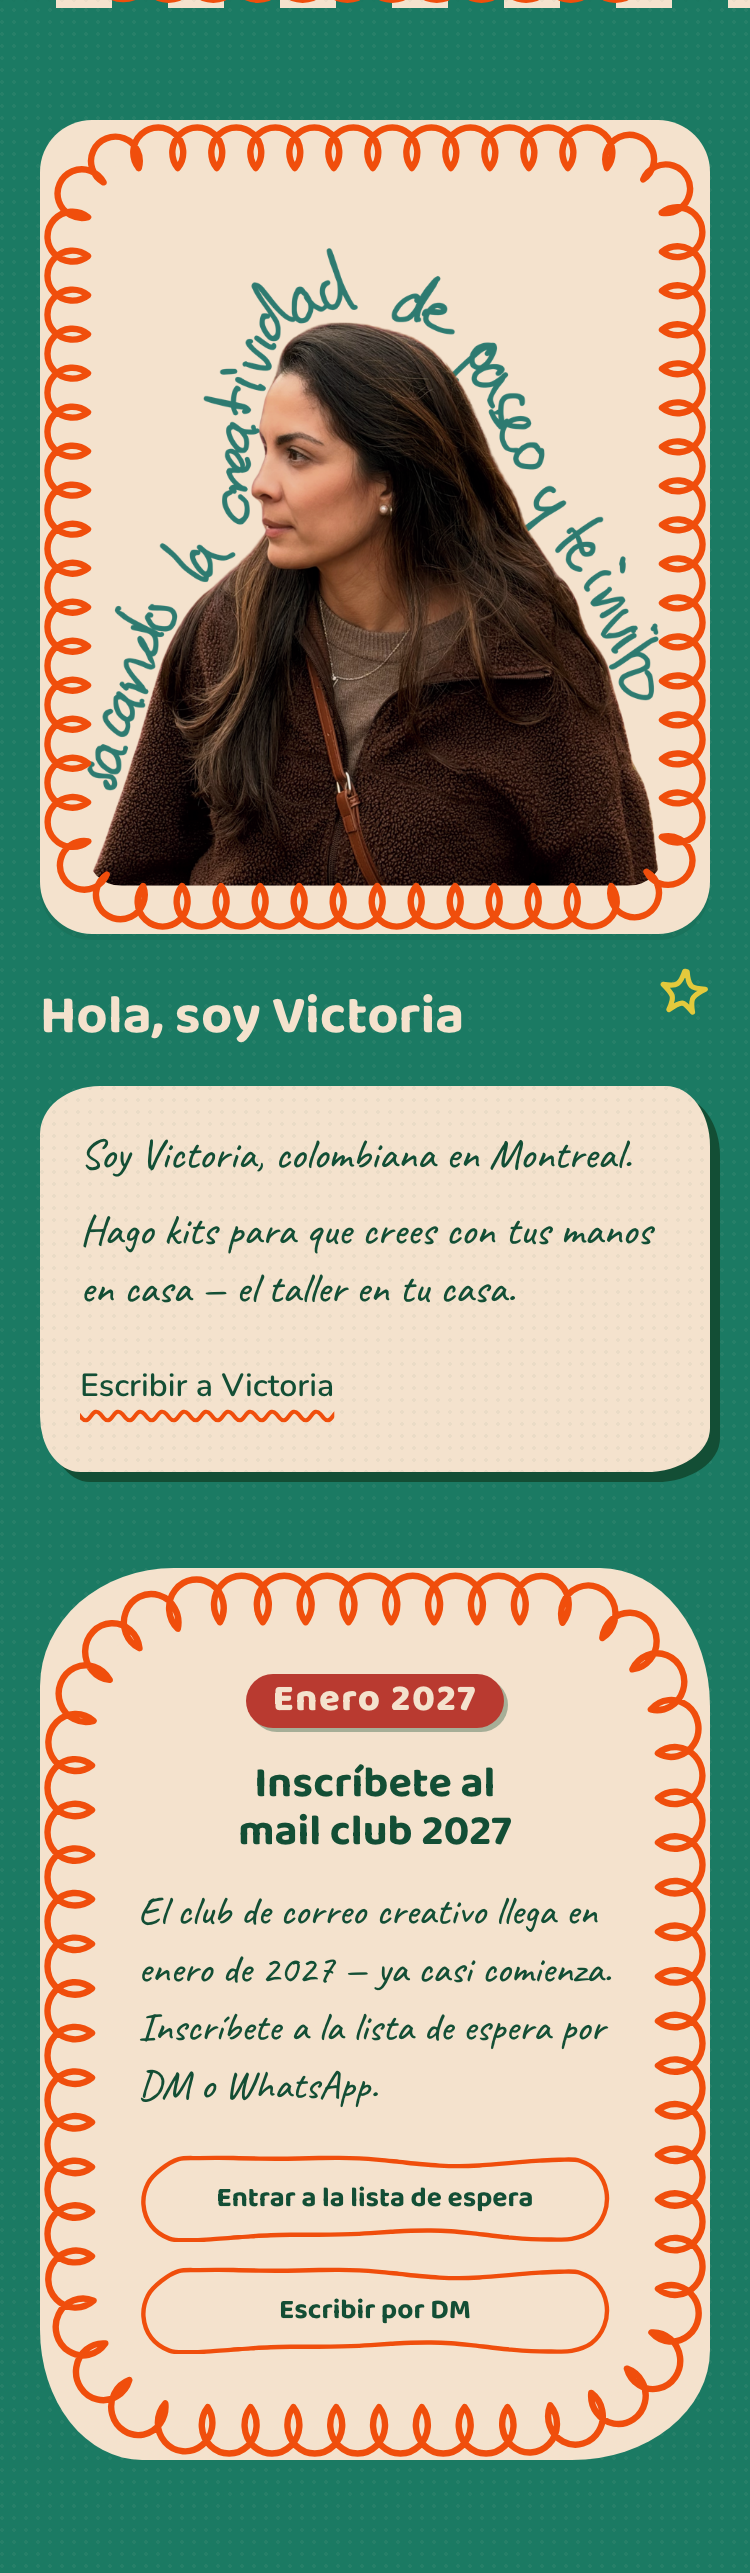 sacando la creatividad de paseo y te invito
Hola, soy Victoria
Soy Victoria, colombiana en Montreal.
Hago kits para que crees con tus manos
en casa — el taller en tu casa.
Escribir a Victoria
Enero 2027
Inscríbete al
mail club 2027
El club de correo creativo llega en
enero de 2027 — ya casi comienza.
Inscríbete a la lista de espera por
DM o WhatsApp.
Entrar a la lista de espera
Escribir por DM